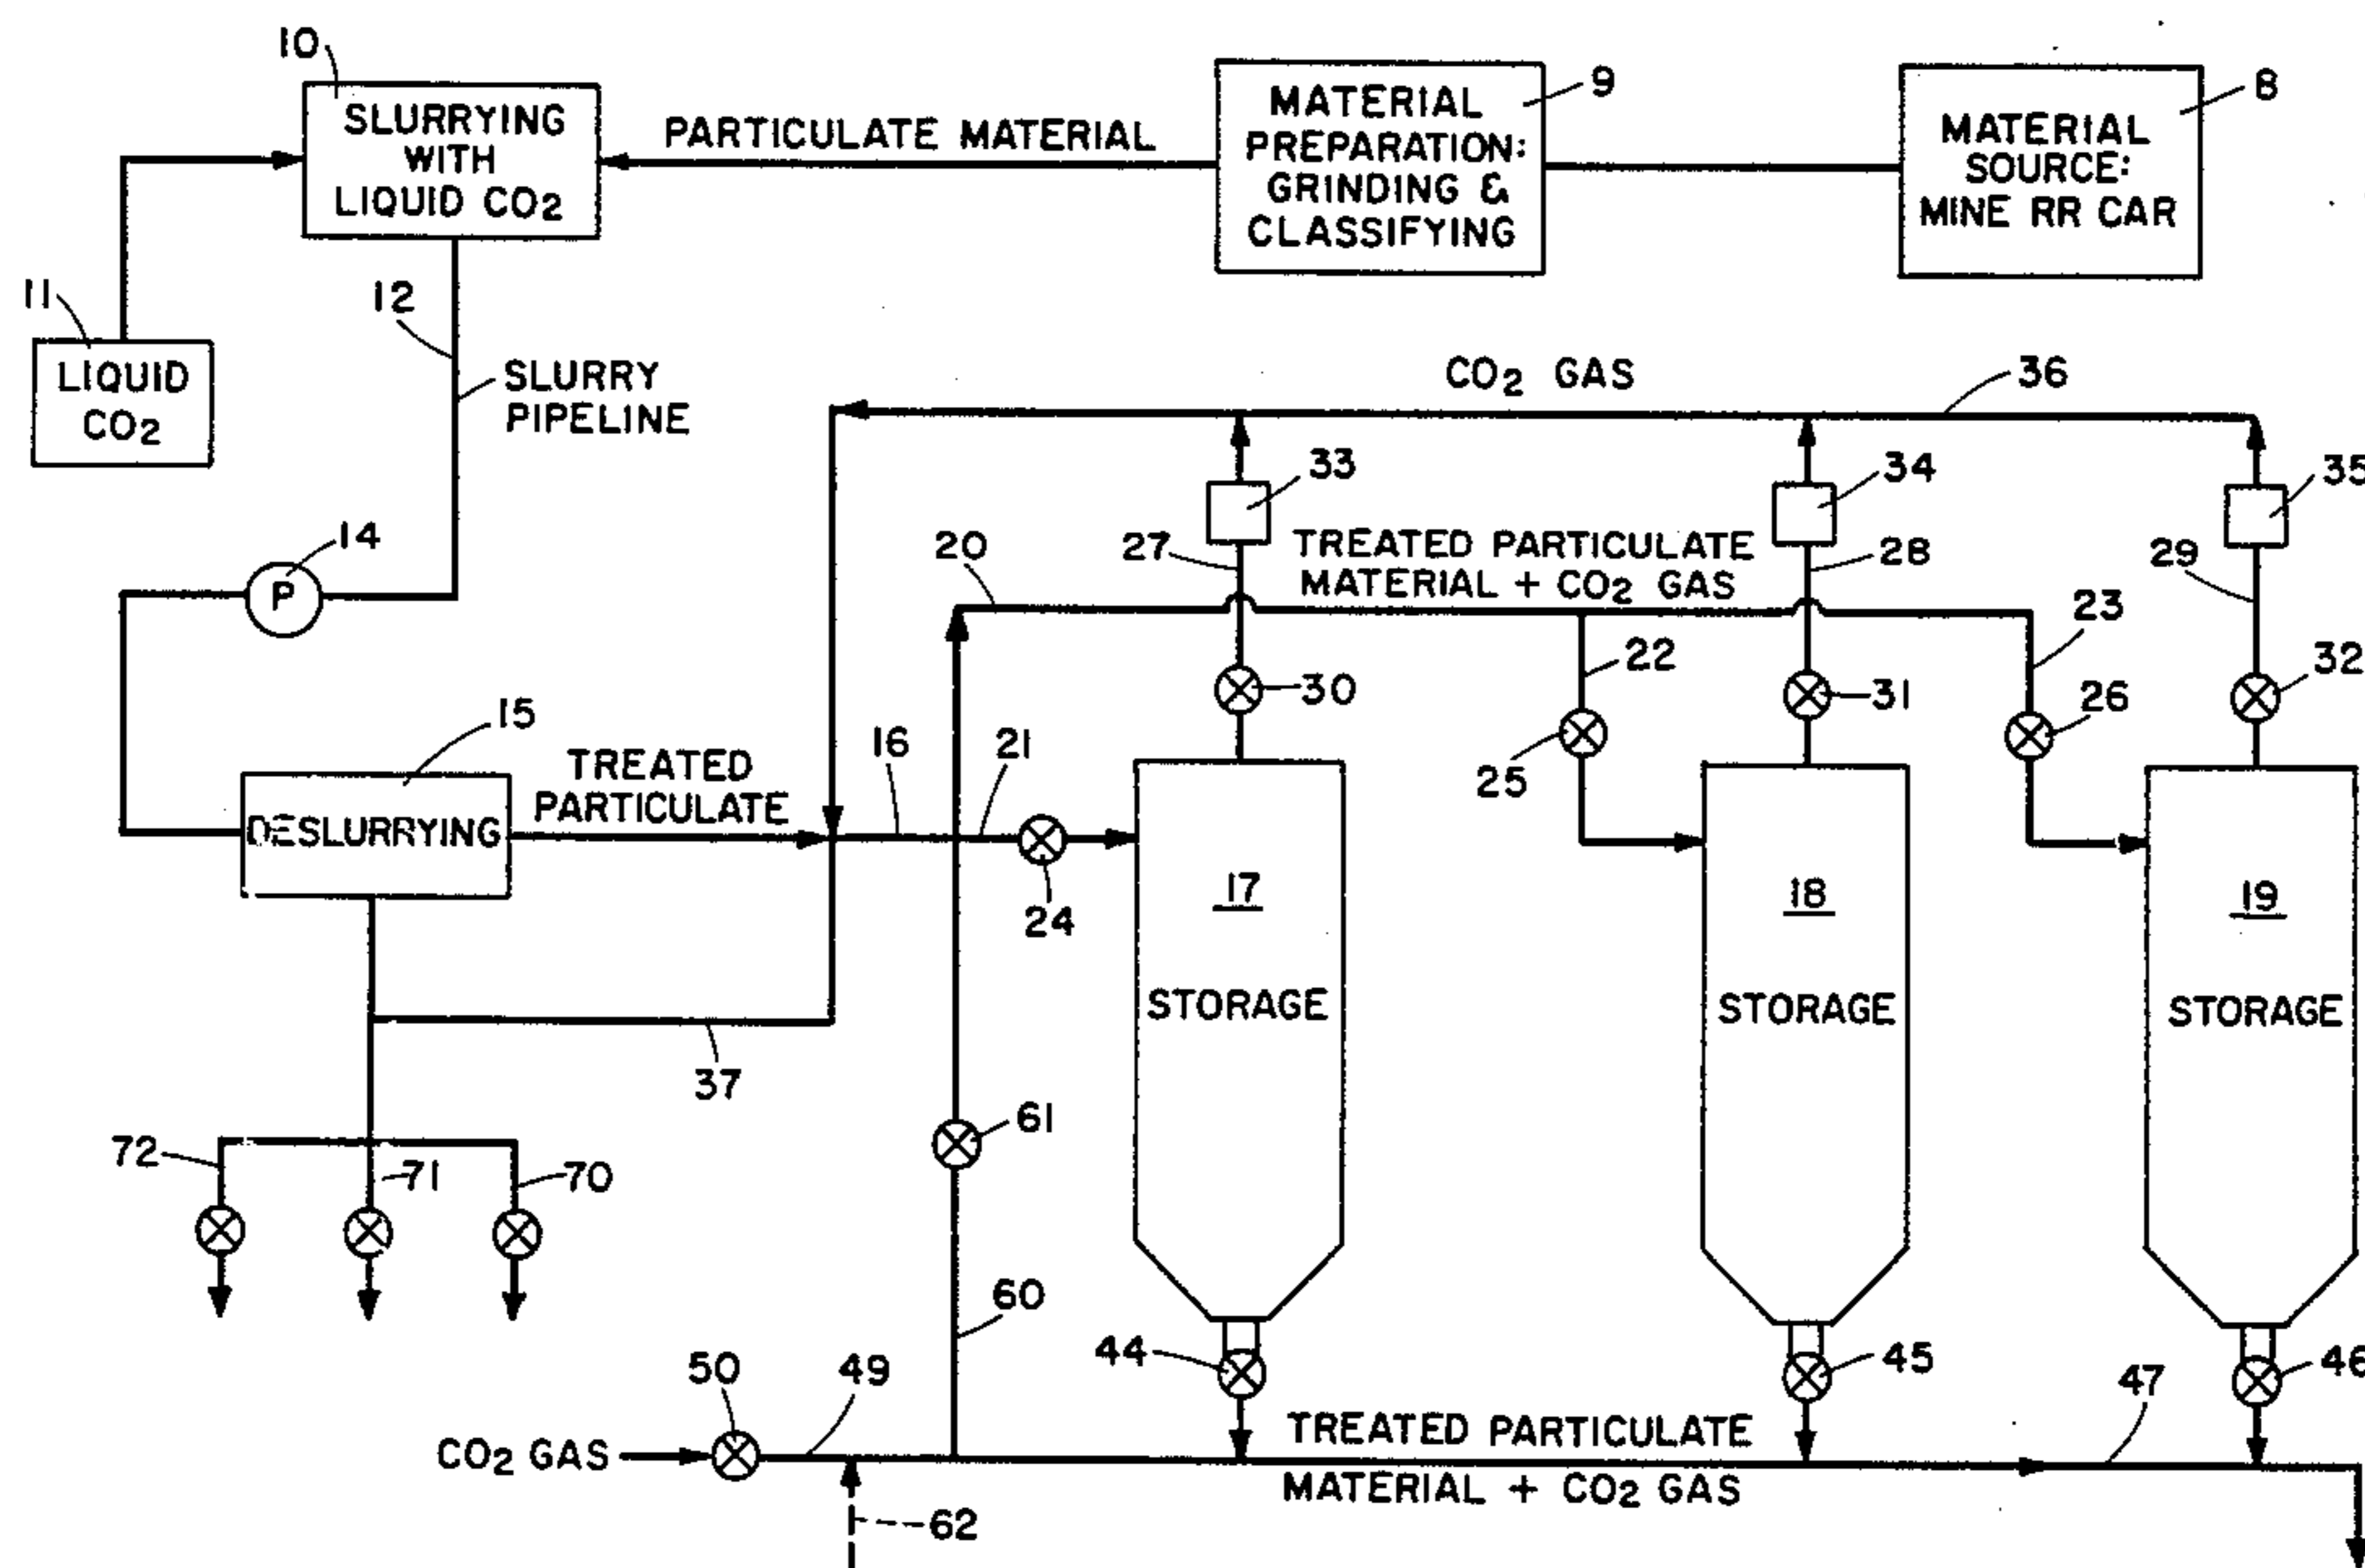 10
SLURRYING
WITH
LIQUID CO2
PARTICULATE MATERIAL
MATERIAL
PREPARATION:
GRINDING &
CLASSIFYING
9
MATERIAL
SOURCE:
MINE RR CAR
8
11
LIQUID
CO2
12
SLURRY
PIPELINE
CO2 GAS
36
33
34
35
14
P
20
27
TREATED PARTICULATE
MATERIAL + CO2 GAS
28
29
23
22
30
31
32
25
26
15
DESLURRYING
TREATED
PARTICULATE
16
21
24
17
STORAGE
18
STORAGE
19
STORAGE
37
61
72
71
70
60
44
45
46
50
49
47
CO2 GAS
TREATED PARTICULATE
MATERIAL + CO2 GAS
62